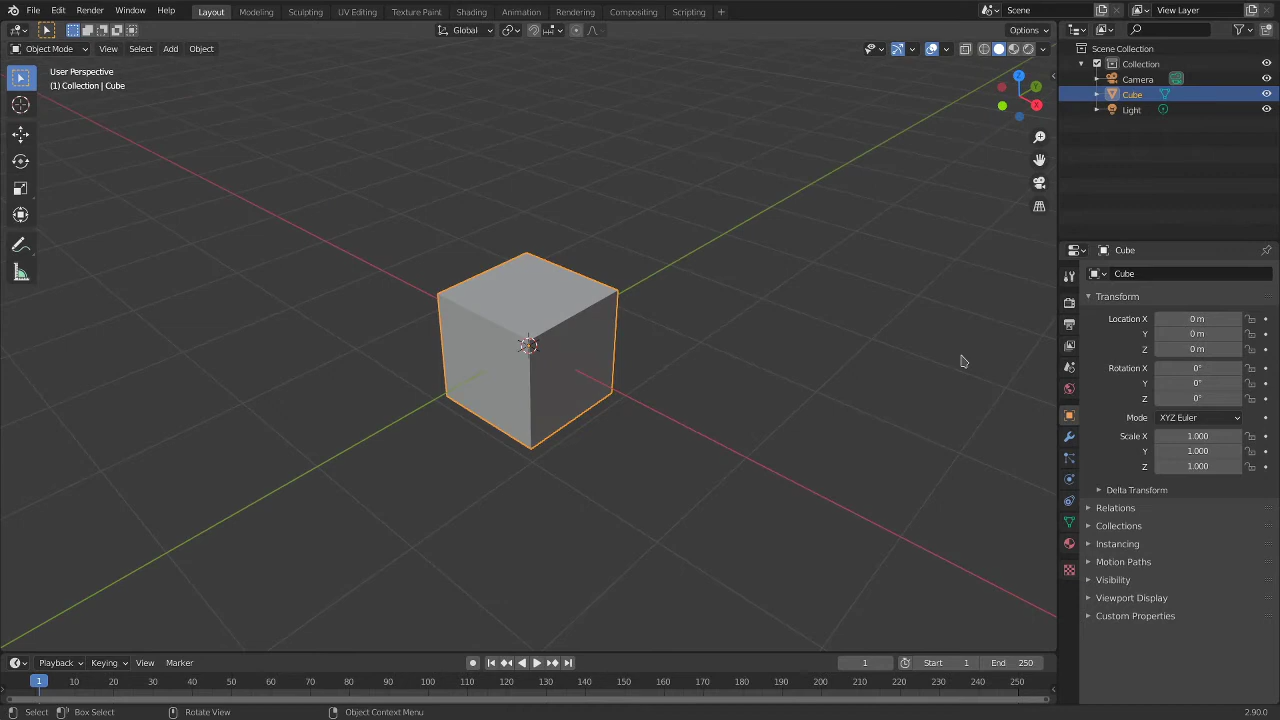 File Edit Render Window Help Layout Modeling Sculpting UV Editing Texture Paint Shading Animation Rendering Compositing Scripting + Scene View Layer
Global Options
Object Mode View Select Add Object
Scene Collection
Collection
Camera
Cube
Light
User Perspective
(1) Collection | Cube
Z
Y
X
Cube
Cube
Transform
Location X 0 m
Y 0 m
Z 0 m
Rotation X 0°
Y 0°
Z 0°
Mode XYZ Euler
Scale X 1.000
Y 1.000
Z 1.000
Delta Transform
Relations
Collections
Instancing
Motion Paths
Visibility
Viewport Display
Custom Properties
Playback Keying View Marker 1 Start 1 End 250
1 10 20 30 40 50 60 70 80 90 100 110 120 130 140 150 160 170 180 190 200 210 220 230 240 250
Select Box Select Rotate View Object Context Menu 2.90.0